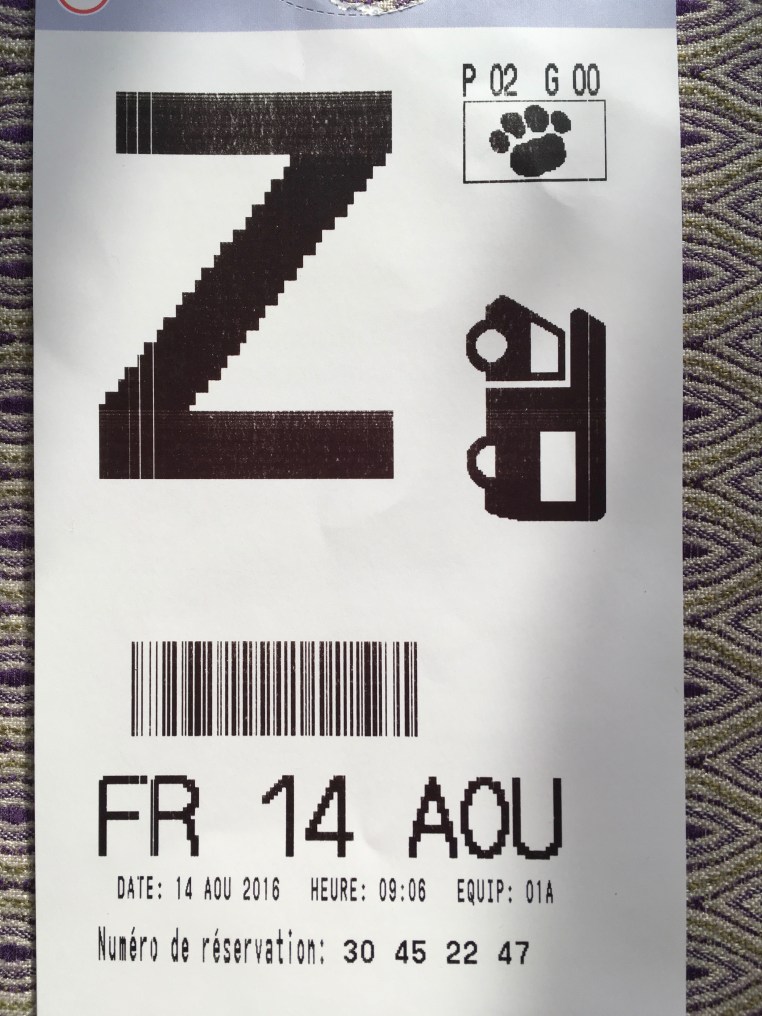 P 02 G 00
Z
FR 14 AOU
DATE: 14 AOU 2016 HEURE: 09:06 EQUIP: 01A
Numéro de réservation: 30 45 22 47